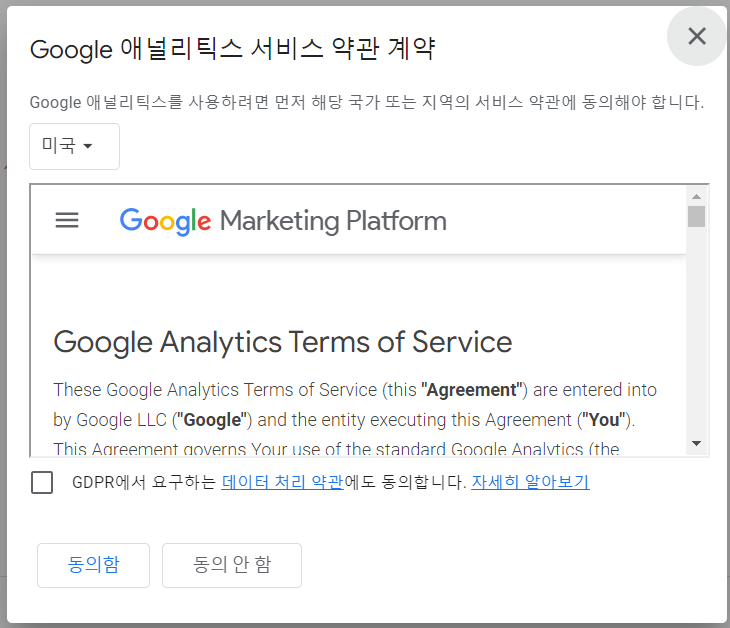 Google 애널리틱스 서비스 약관 계약
Google 애널리틱스를 사용하려면 먼저 해당 국가 또는 지역의 서비스 약관에 동의해야 합니다.
미국
Google Marketing Platform
Google Analytics Terms of Service
These Google Analytics Terms of Service (this "Agreement") are entered into
by Google LLC ("Google") and the entity executing this Agreement ("You").
This Agreement governs Your use of the standard Google Analytics (the
GDPR에서 요구하는 데이터 처리 약관에도 동의합니다. 자세히 알아보기
동의함
동의 안 함